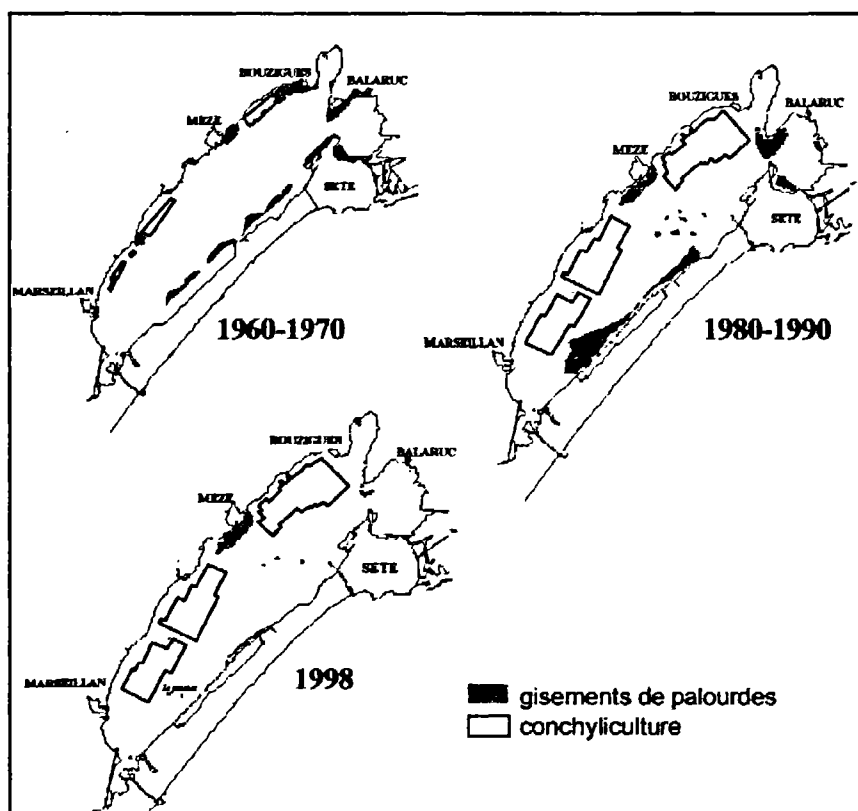 BOUZIGUES
BALARUC
MEZE
SETE
MARSEILLAN
1960-1970
BOUZIGUES
BALARUC
MEZE
SETE
MARSEILLAN
1980-1990
BOUZIGUES
BALARUC
MEZE
SETE
MARSEILLAN
1998
gisements de palourdes
conchyliculture